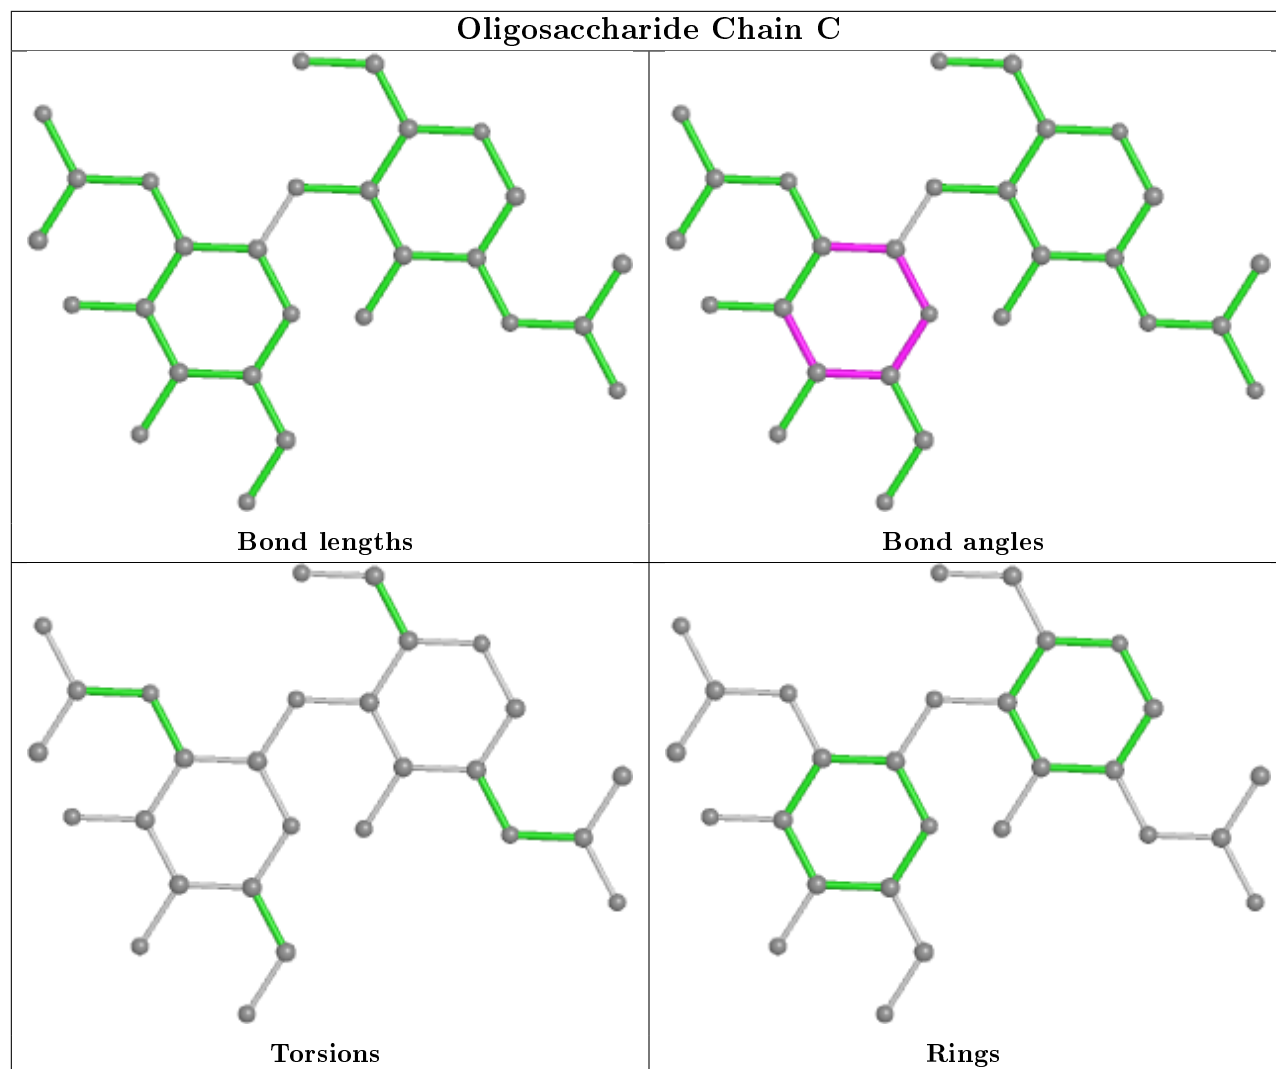 Oligosaccharide Chain C
Bond lengths
Bond angles
Torsions
Rings